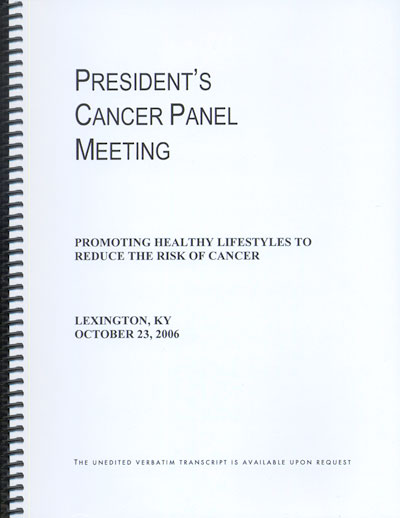 PRESIDENT'S
CANCER PANEL
MEETING
PROMOTING HEALTHY LIFESTYLES TO
REDUCE THE RISK OF CANCER
LEXINGTON, KY
OCTOBER 23, 2006
THE UNEDITED VERBATIM TRANSCRIPT IS AVAILABLE UPON REQUEST